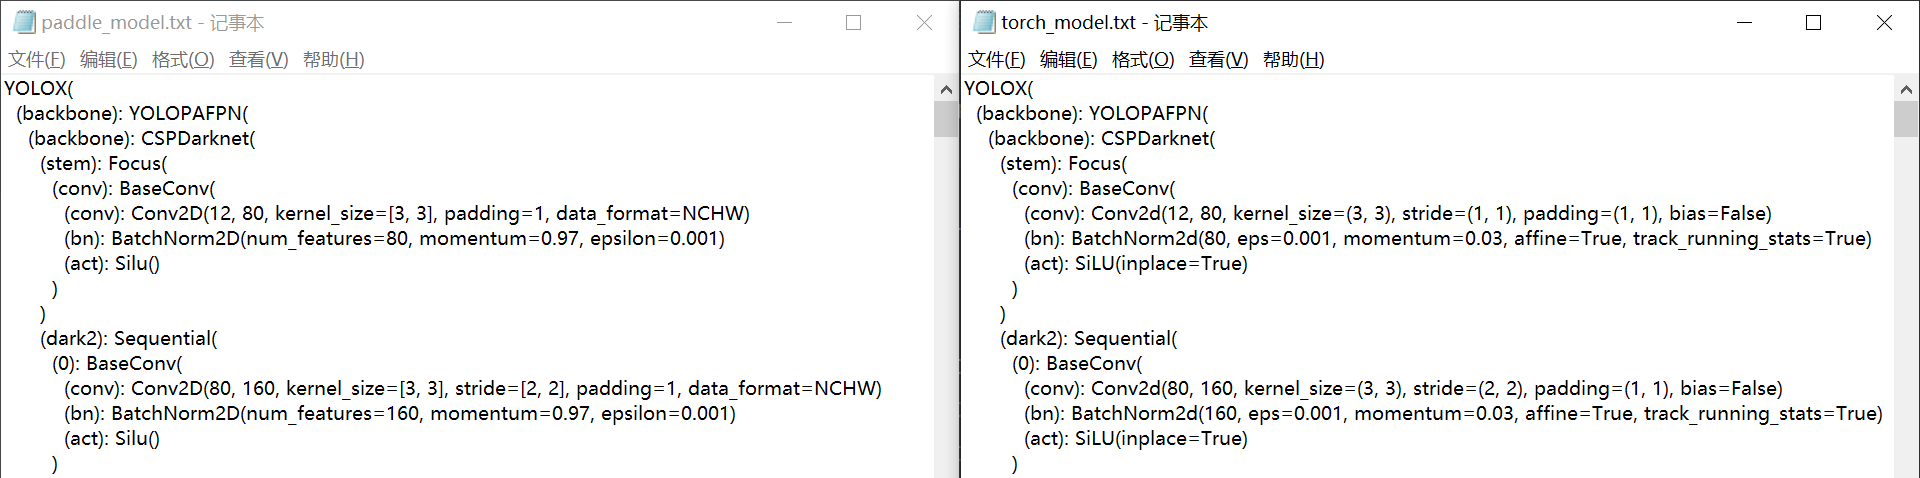 paddle_model.txt - 记事本
文件(F) 编辑(E) 格式(O) 查看(V) 帮助(H)
YOLOX(
(backbone): YOLOPAFPN(
(backbone): CSPDarknet(
(stem): Focus(
(conv): BaseConv(
(conv): Conv2D(12, 80, kernel_size=[3, 3], padding=1, data_format=NCHW)
(bn): BatchNorm2D(num_features=80, momentum=0.97, epsilon=0.001)
(act): Silu()
)
)
(dark2): Sequential(
(0): BaseConv(
(conv): Conv2D(80, 160, kernel_size=[3, 3], stride=[2, 2], padding=1, data_format=NCHW)
(bn): BatchNorm2D(num_features=160, momentum=0.97, epsilon=0.001)
(act): Silu()
)
torch_model.txt - 记事本
文件(F) 编辑(E) 格式(O) 查看(V) 帮助(H)
YOLOX(
(backbone): YOLOPAFPN(
(backbone): CSPDarknet(
(stem): Focus(
(conv): BaseConv(
(conv): Conv2d(12, 80, kernel_size=(3, 3), stride=(1, 1), padding=(1, 1), bias=False)
(bn): BatchNorm2d(80, eps=0.001, momentum=0.03, affine=True, track_running_stats=True)
(act): SiLU(inplace=True)
)
)
(dark2): Sequential(
(0): BaseConv(
(conv): Conv2d(80, 160, kernel_size=(3, 3), stride=(2, 2), padding=(1, 1), bias=False)
(bn): BatchNorm2d(160, eps=0.001, momentum=0.03, affine=True, track_running_stats=True)
(act): SiLU(inplace=True)
)